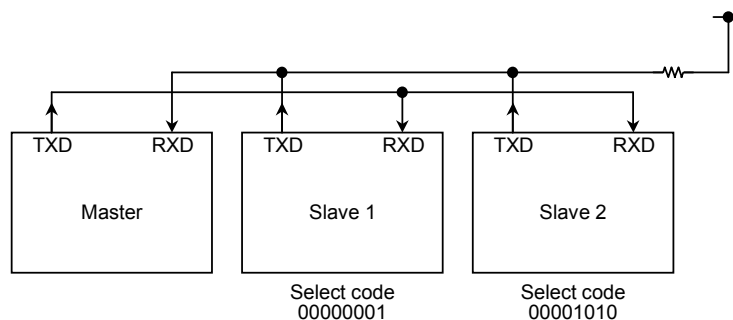 TXD RXD TXD RXD TXD RXD
Master Slave 1 Slave 2
Select code Select code
00000001 00001010